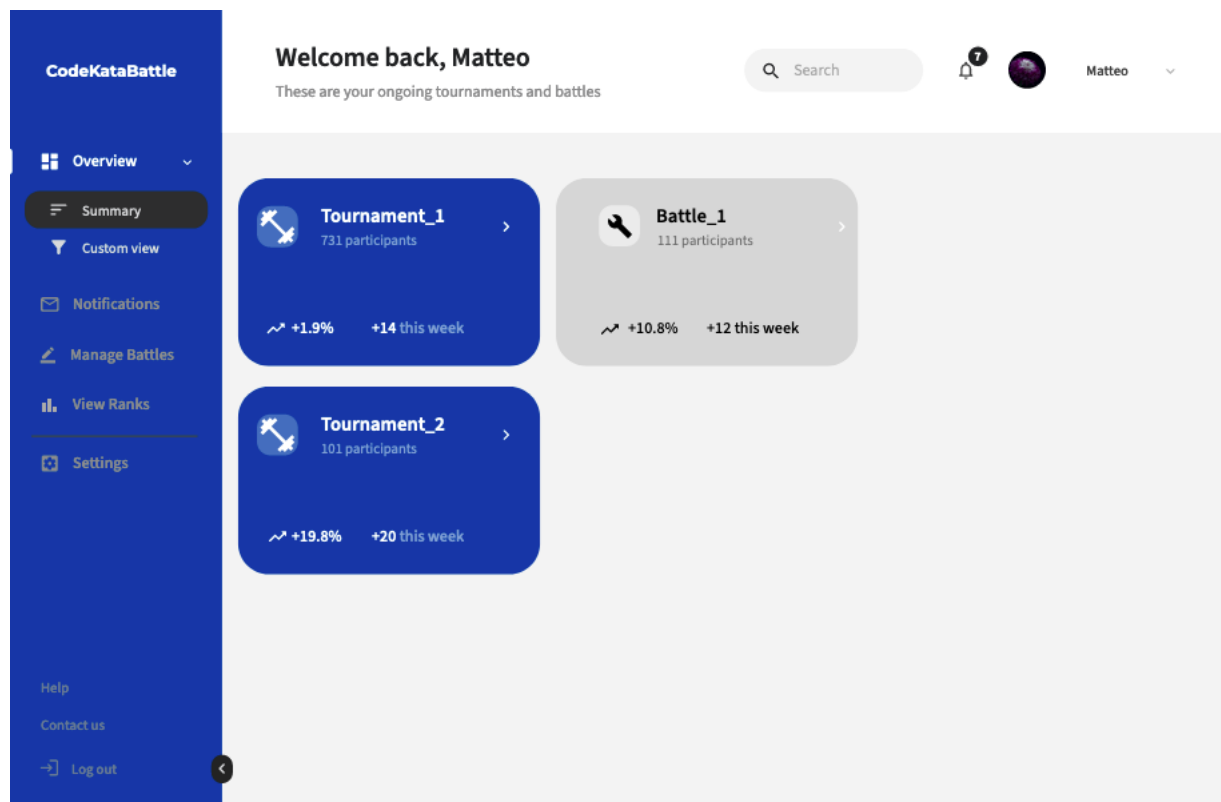 CodeKataBattle
Overview
Summary
Custom view
Notifications
Manage Battles
View Ranks
Settings
Help
Contact us
Log out
Welcome back, Matteo
These are your ongoing tournaments and battles
Search
7
Matteo
Tournament_1
731 participants
+1.9% +14 this week
Battle_1
111 participants
+10.8% +12 this week
Tournament_2
101 participants
+19.8% +20 this week